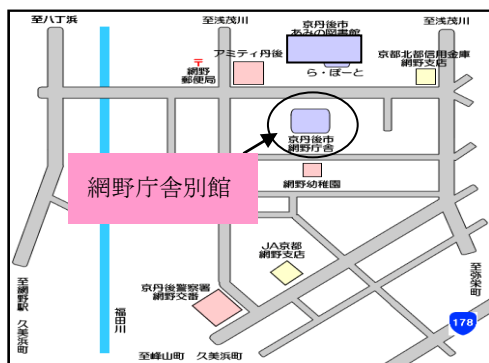 至八丁浜
至浅茂川
京丹後市
あみの図書館
至浅茂川
アミティ丹後
京都北都信用金庫
網野支店
〒
網野
郵便局
ら・ぽーと
京丹後市
網野庁舎
網野庁舎別館
網野幼稚園
JA京都
網野支店
京丹後警察署
網野交番
至網野駅
久美浜町
福田川
至弥栄町
178
至峰山町 久美浜町